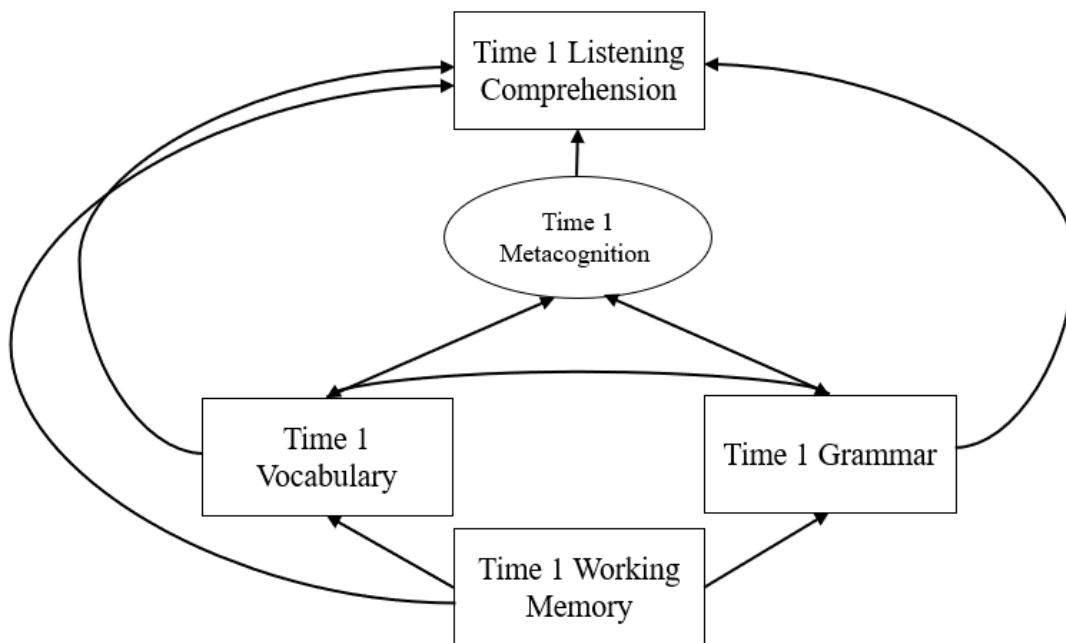 Time 1 Listening
Comprehension
Time 1
Metacognition
Time 1
Vocabulary
Time 1 Grammar
Time 1 Working
Memory